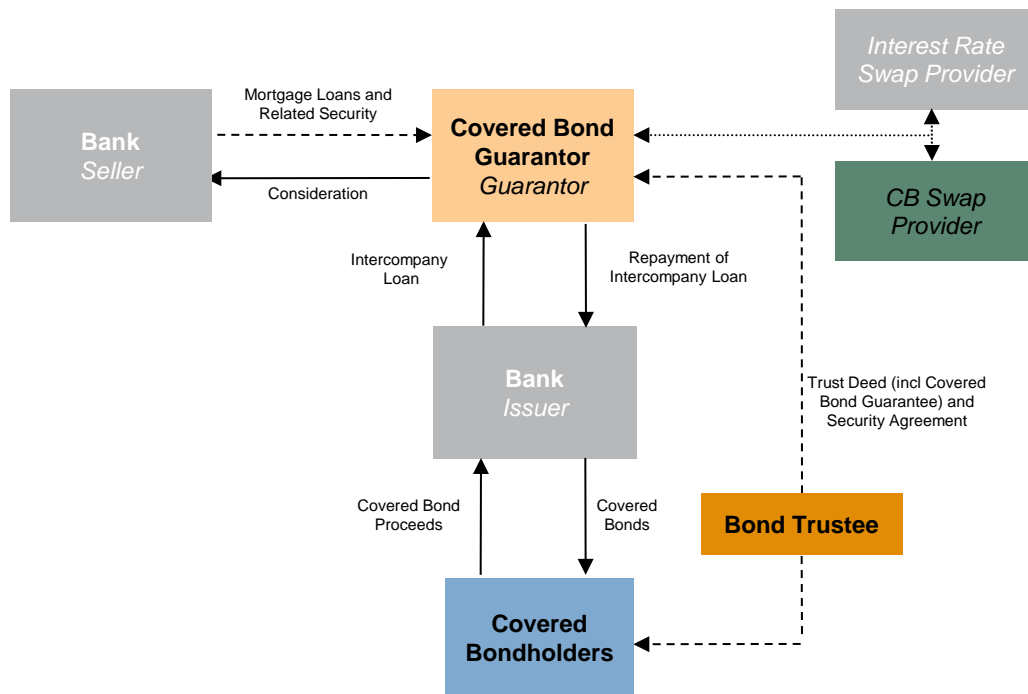 Interest Rate
Swap Provider
Mortgage Loans and
Related Security
Bank
Seller
Covered Bond
Guarantor
Guarantor
Consideration
CB Swap
Provider
Intercompany
Loan
Repayment of
Intercompany Loan
Bank
Issuer
Trust Deed (incl Covered
Bond Guarantee) and
Security Agreement
Covered Bond
Proceeds
Covered
Bonds
Bond Trustee
Covered
Bondholders